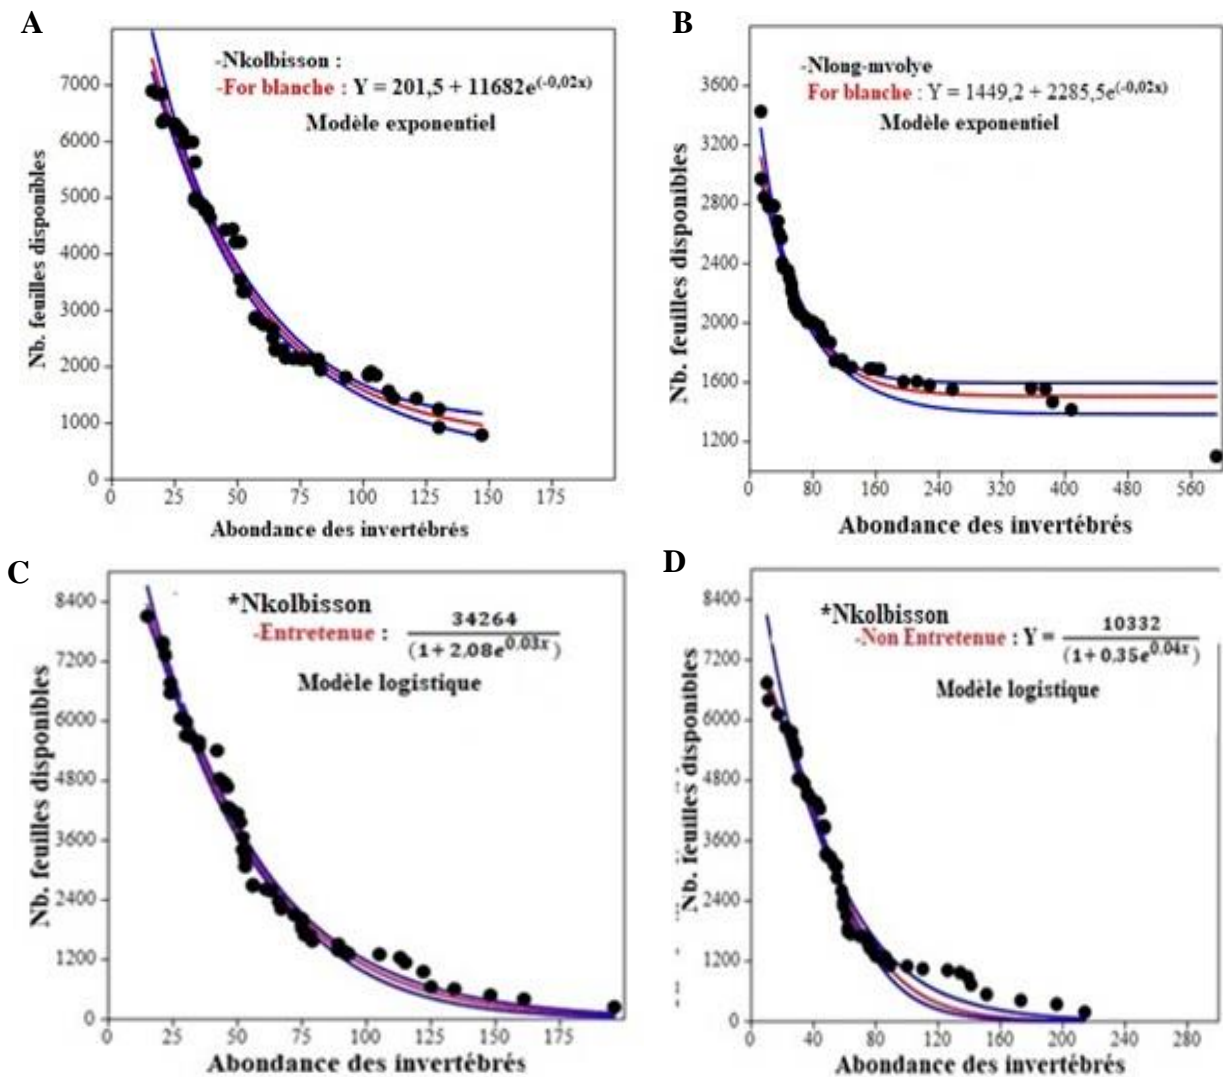 A
-Nkolbisson :
-For blanche : Y = 201,5 + 11682e^(-0,02x)
Modèle exponentiel
Nb. feuilles disponibles
7000
6000
5000
4000
3000
2000
1000
0
0 25 50 75 100 125 150 175
Abondance des invertébrés
B
-Nlong-mvolye
For blanche : Y = 1449,2 + 2285,5e^(-0,02x)
Modèle exponentiel
Nb. feuilles disponibles
3600
3200
2800
2400
2000
1600
1200
0 80 160 240 320 400 480 560
Abondance des invertébrés
C
*Nkolbisson
-Entretenue : 34264 / (1+2,08e^0,03x)
Modèle logistique
Nb. feuilles disponibles
8400
7200
6000
4800
3600
2400
1200
0
0 25 50 75 100 125 150 175
Abondance des invertébrés
D
*Nkolbisson
-Non Entretenue : Y = 10332 / (1+0.35e^0.04x)
Modèle logistique
Nb. feuilles disponibles
8400
7200
6000
4800
3600
2400
1200
0
0 40 80 120 160 200 240 280
Abondance des invertébrés